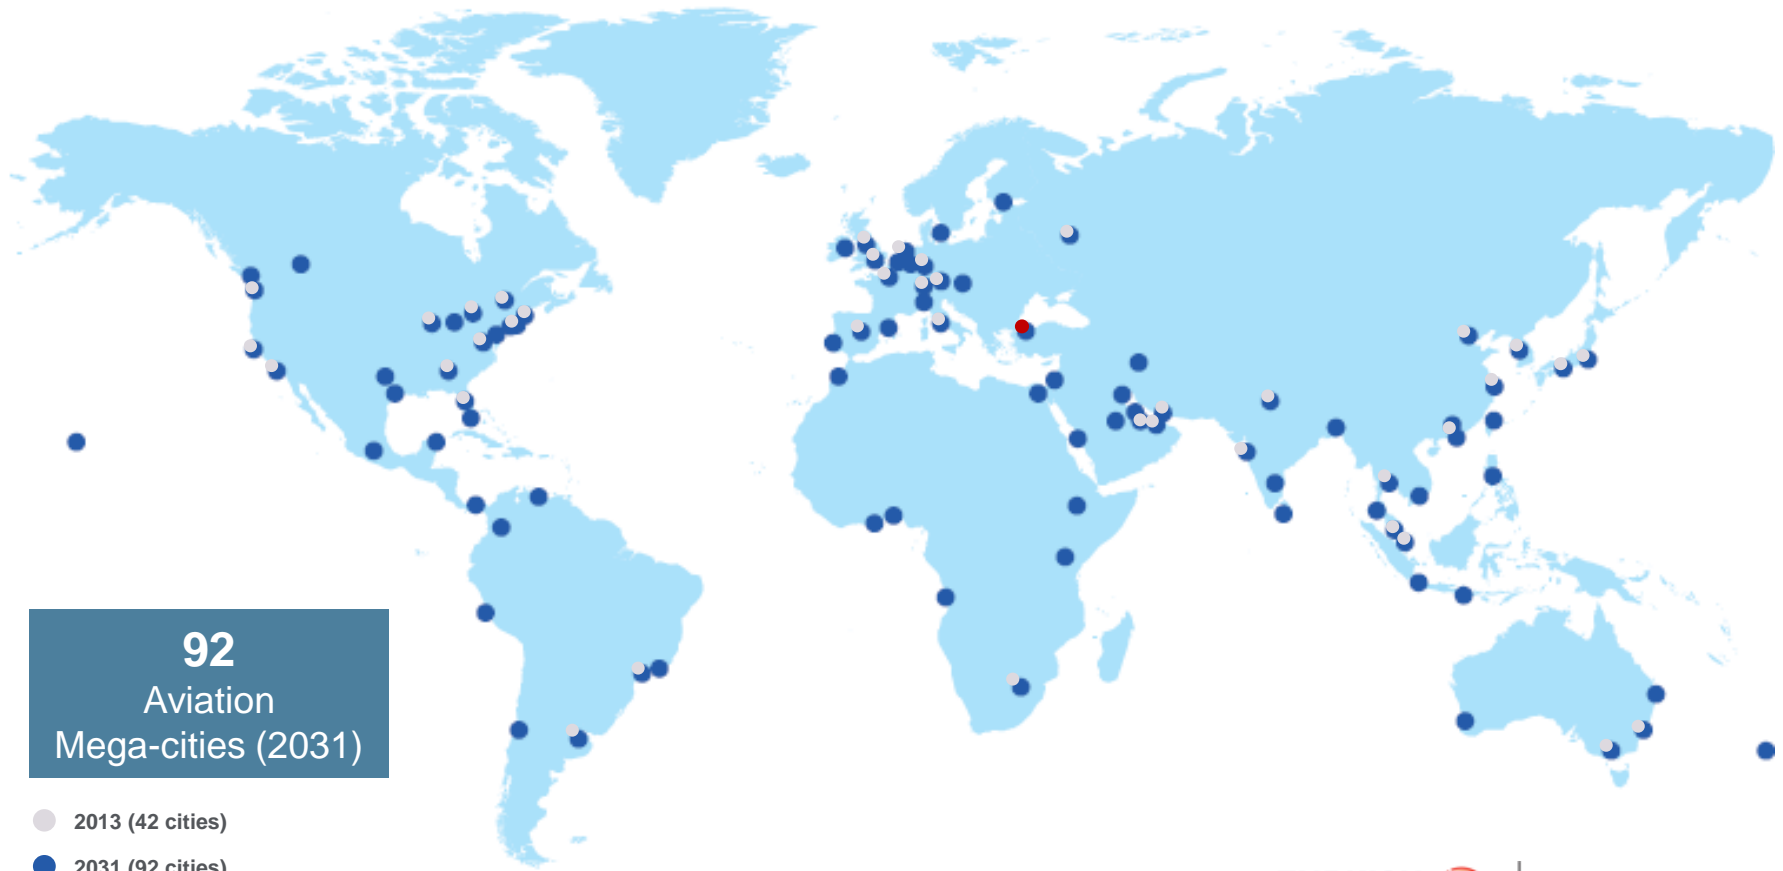 92
Aviation
Mega-cities (2031)
2013 (42 cities)
2031 (92 cities)